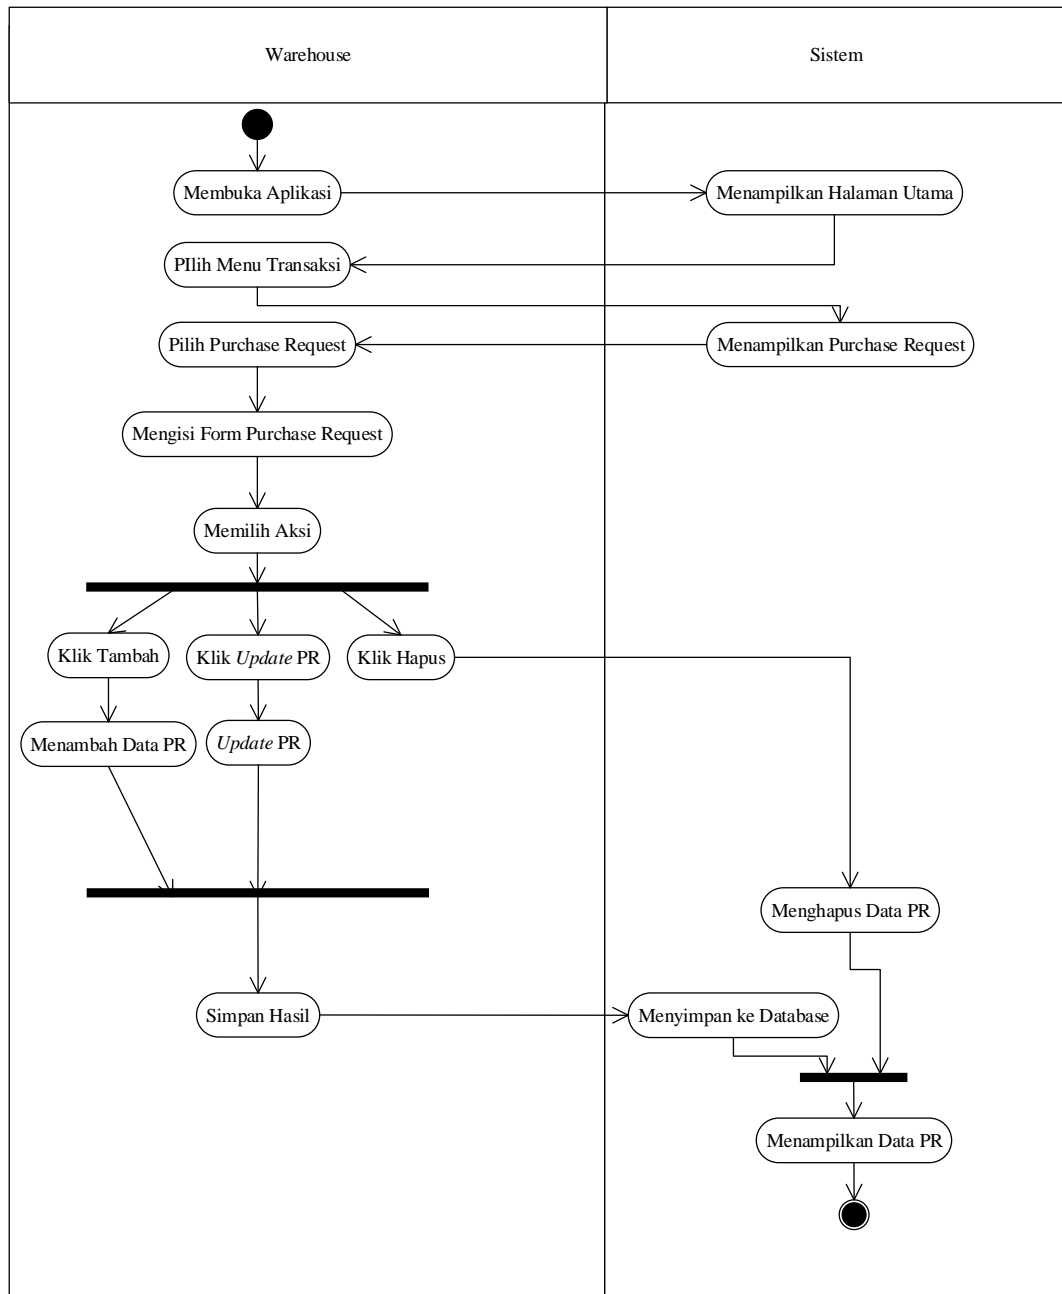 Warehouse
Sistem
Membuka Aplikasi
Menampilkan Halaman Utama
PIlih Menu Transaksi
Pilih Purchase Request
Menampilkan Purchase Request
Mengisi Form Purchase Request
Memilih Aksi
Klik Tambah
Klik Update PR
Klik Hapus
Menambah Data PR
Update PR
Menghapus Data PR
Simpan Hasil
Menyimpan ke Database
Menampilkan Data PR